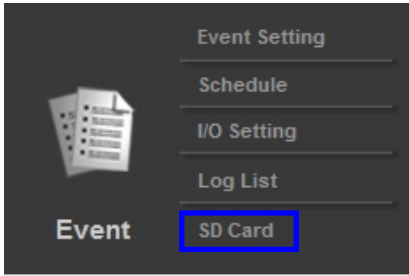 Event Setting
Schedule
I/O Setting
Log List
Event
SD Card